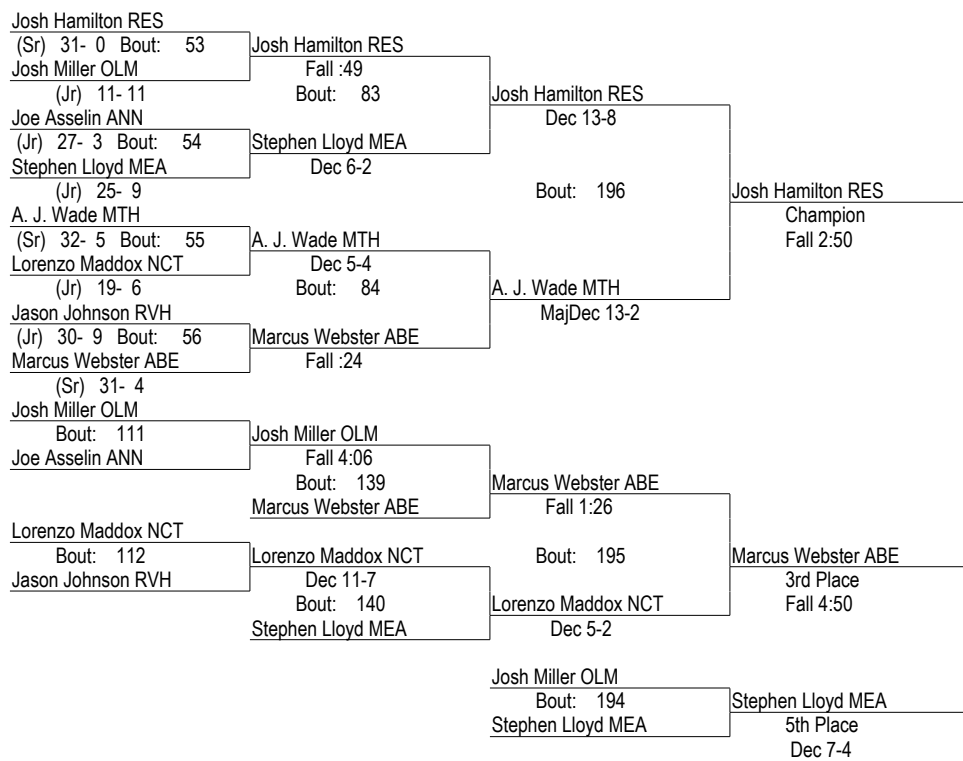 Josh Hamilton RES
(Sr) 31- 0 Bout: 53 Josh Hamilton RES
Josh Miller OLM Fall :49
(Jr) 11- 11 Bout: 83 Josh Hamilton RES
Joe Asselin ANN Dec 13-8
(Jr) 27- 3 Bout: 54 Stephen Lloyd MEA
Stephen Lloyd MEA Dec 6-2
(Jr) 25- 9 Bout: 196 Josh Hamilton RES
A. J. Wade MTH Champion
(Sr) 32- 5 Bout: 55 A. J. Wade MTH Fall 2:50
Lorenzo Maddox NCT Dec 5-4
(Jr) 19- 6 Bout: 84 A. J. Wade MTH
Jason Johnson RVH MajDec 13-2
(Jr) 30- 9 Bout: 56 Marcus Webster ABE
Marcus Webster ABE Fall :24
(Sr) 31- 4
Josh Miller OLM
Bout: 111 Josh Miller OLM
Joe Asselin ANN Fall 4:06
Bout: 139 Marcus Webster ABE
Marcus Webster ABE Fall 1:26
Lorenzo Maddox NCT
Bout: 112 Lorenzo Maddox NCT Bout: 195 Marcus Webster ABE
Jason Johnson RVH Dec 11-7 3rd Place
Bout: 140 Lorenzo Maddox NCT Fall 4:50
Stephen Lloyd MEA Dec 5-2
Josh Miller OLM
Bout: 194 Stephen Lloyd MEA
Stephen Lloyd MEA 5th Place
Dec 7-4